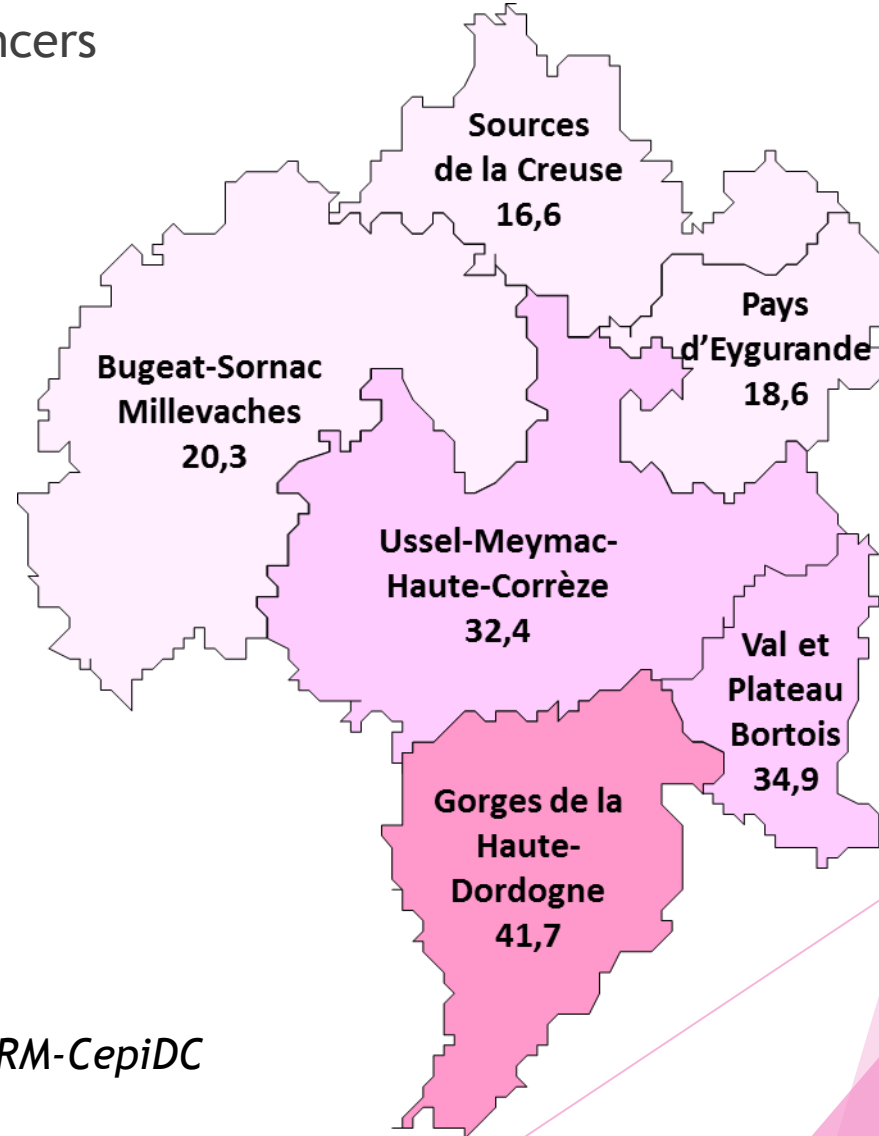 ncers
Sources
de la Creuse
16,6
Pays
d’Eygurande
18,6
Bugeat-Sornac
Millevaches
20,3
Ussel-Meymac-
Haute-Corrèze
32,4
Val et
Plateau
Bortois
34,9
Gorges de la
Haute-
Dordogne
41,7
RM-CepiDC